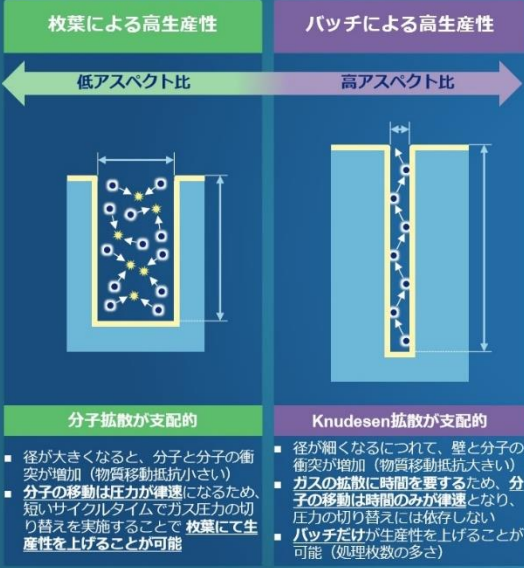 枚葉による高生産性
バッチによる高生産性
低アスペクト比
高アスペクト比
分子拡散が支配的
■ 径が大きくなると、分子と分子の衝
突が増加（物質移動抵抗小さい）
■ 分子の移動は圧力が律速になるため、
短いサイクルタイムでガス圧力の切
り替えを実施することで 枚葉にて生
産性を上げることが可能
Knudesen拡散が支配的
■ 径が細くなるにつれて、壁と分子の
衝突が増加（物質移動抵抗大きい）
■ ガスの拡散に時間を要するため、分
子の移動は時間のみが律速となり、
圧力の切り替えには依存しない
■ バッチだけが生産性を上げることが
可能（処理枚数の多さ）